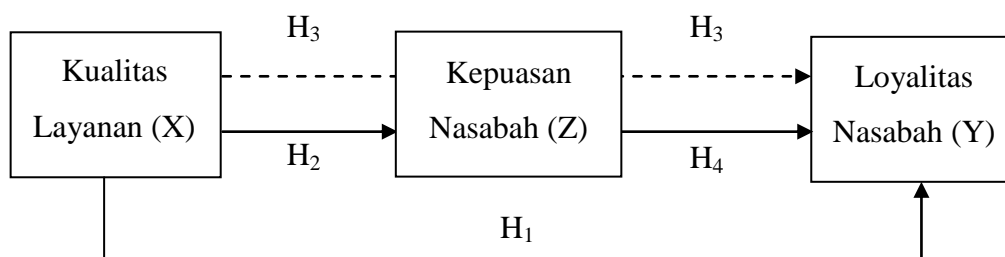 H₃
H₃
Kualitas
Layanan (X)
Kepuasan
Nasabah (Z)
Loyalitas
Nasabah (Y)
H₂
H₄
H₁